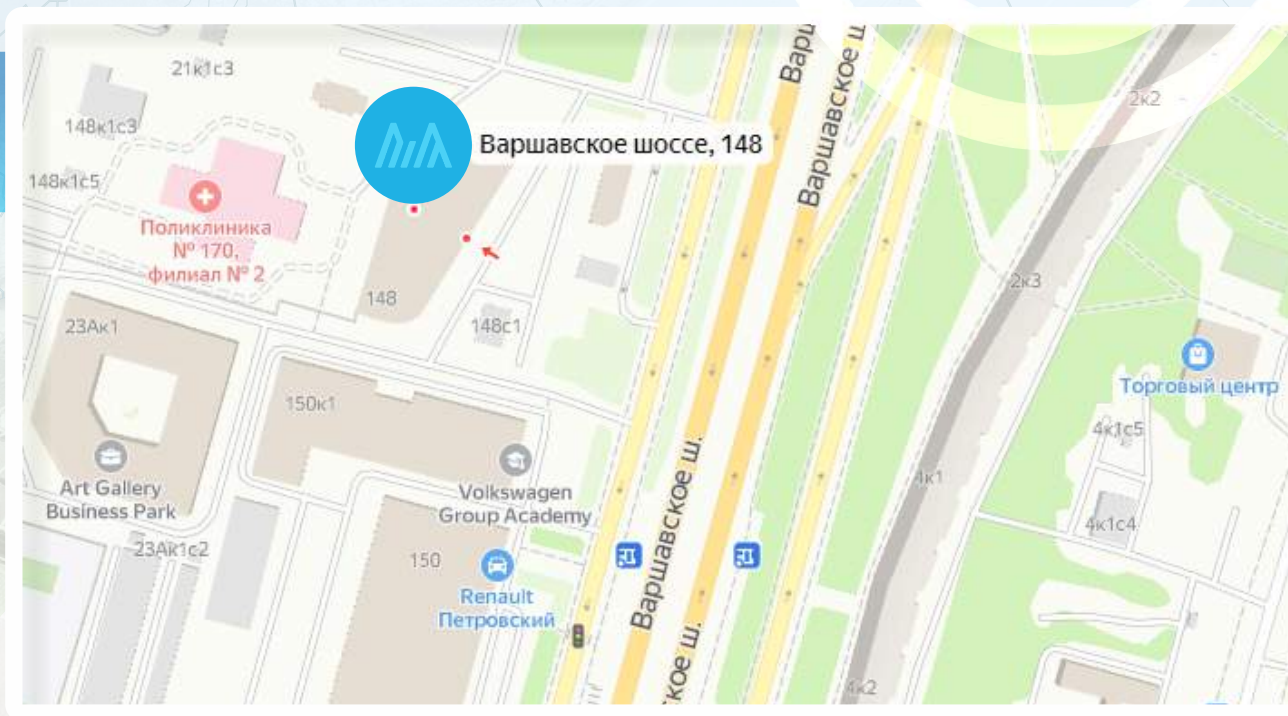 21к1с3
148к1с3
Варшавское шоссе, 148
148к1с5
Поликлиника
№ 170,
филиал № 2
148
23Ак1
148с1
150к1
Art Gallery
Business Park
Volkswagen
Group Academy
23Ак1с2
150
Renault
Петровский
Варшавское ш.
Варшавское ш
2к2
2к3
Торговый центр
4к1с5
4к1
4к1с4
4к2